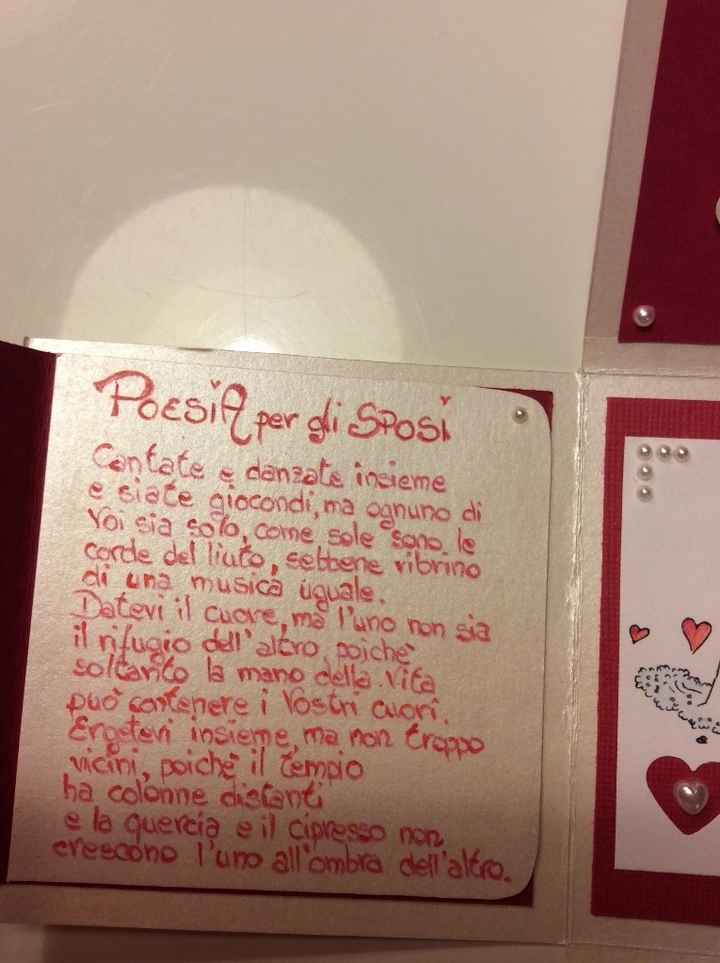 POESIA per gli SPOSi
Cantate e danzate insieme
e siate giocondi, ma ognuno di
Voi sia solo, come sole sono le
corde del liuto, sebbene vibrino
di una musica uguale.
Datevi il cuore, ma l'uno non sia
il rifugio dell'altro, poichè
soltanto la mano della Vita
può contenere i Vostri cuori.
Ergetevi insieme, ma non troppo
vicini, poichè il tempio
ha colonne distanti
e la quercia e il cipresso non
crescono l'uno all'ombra dell'altro.